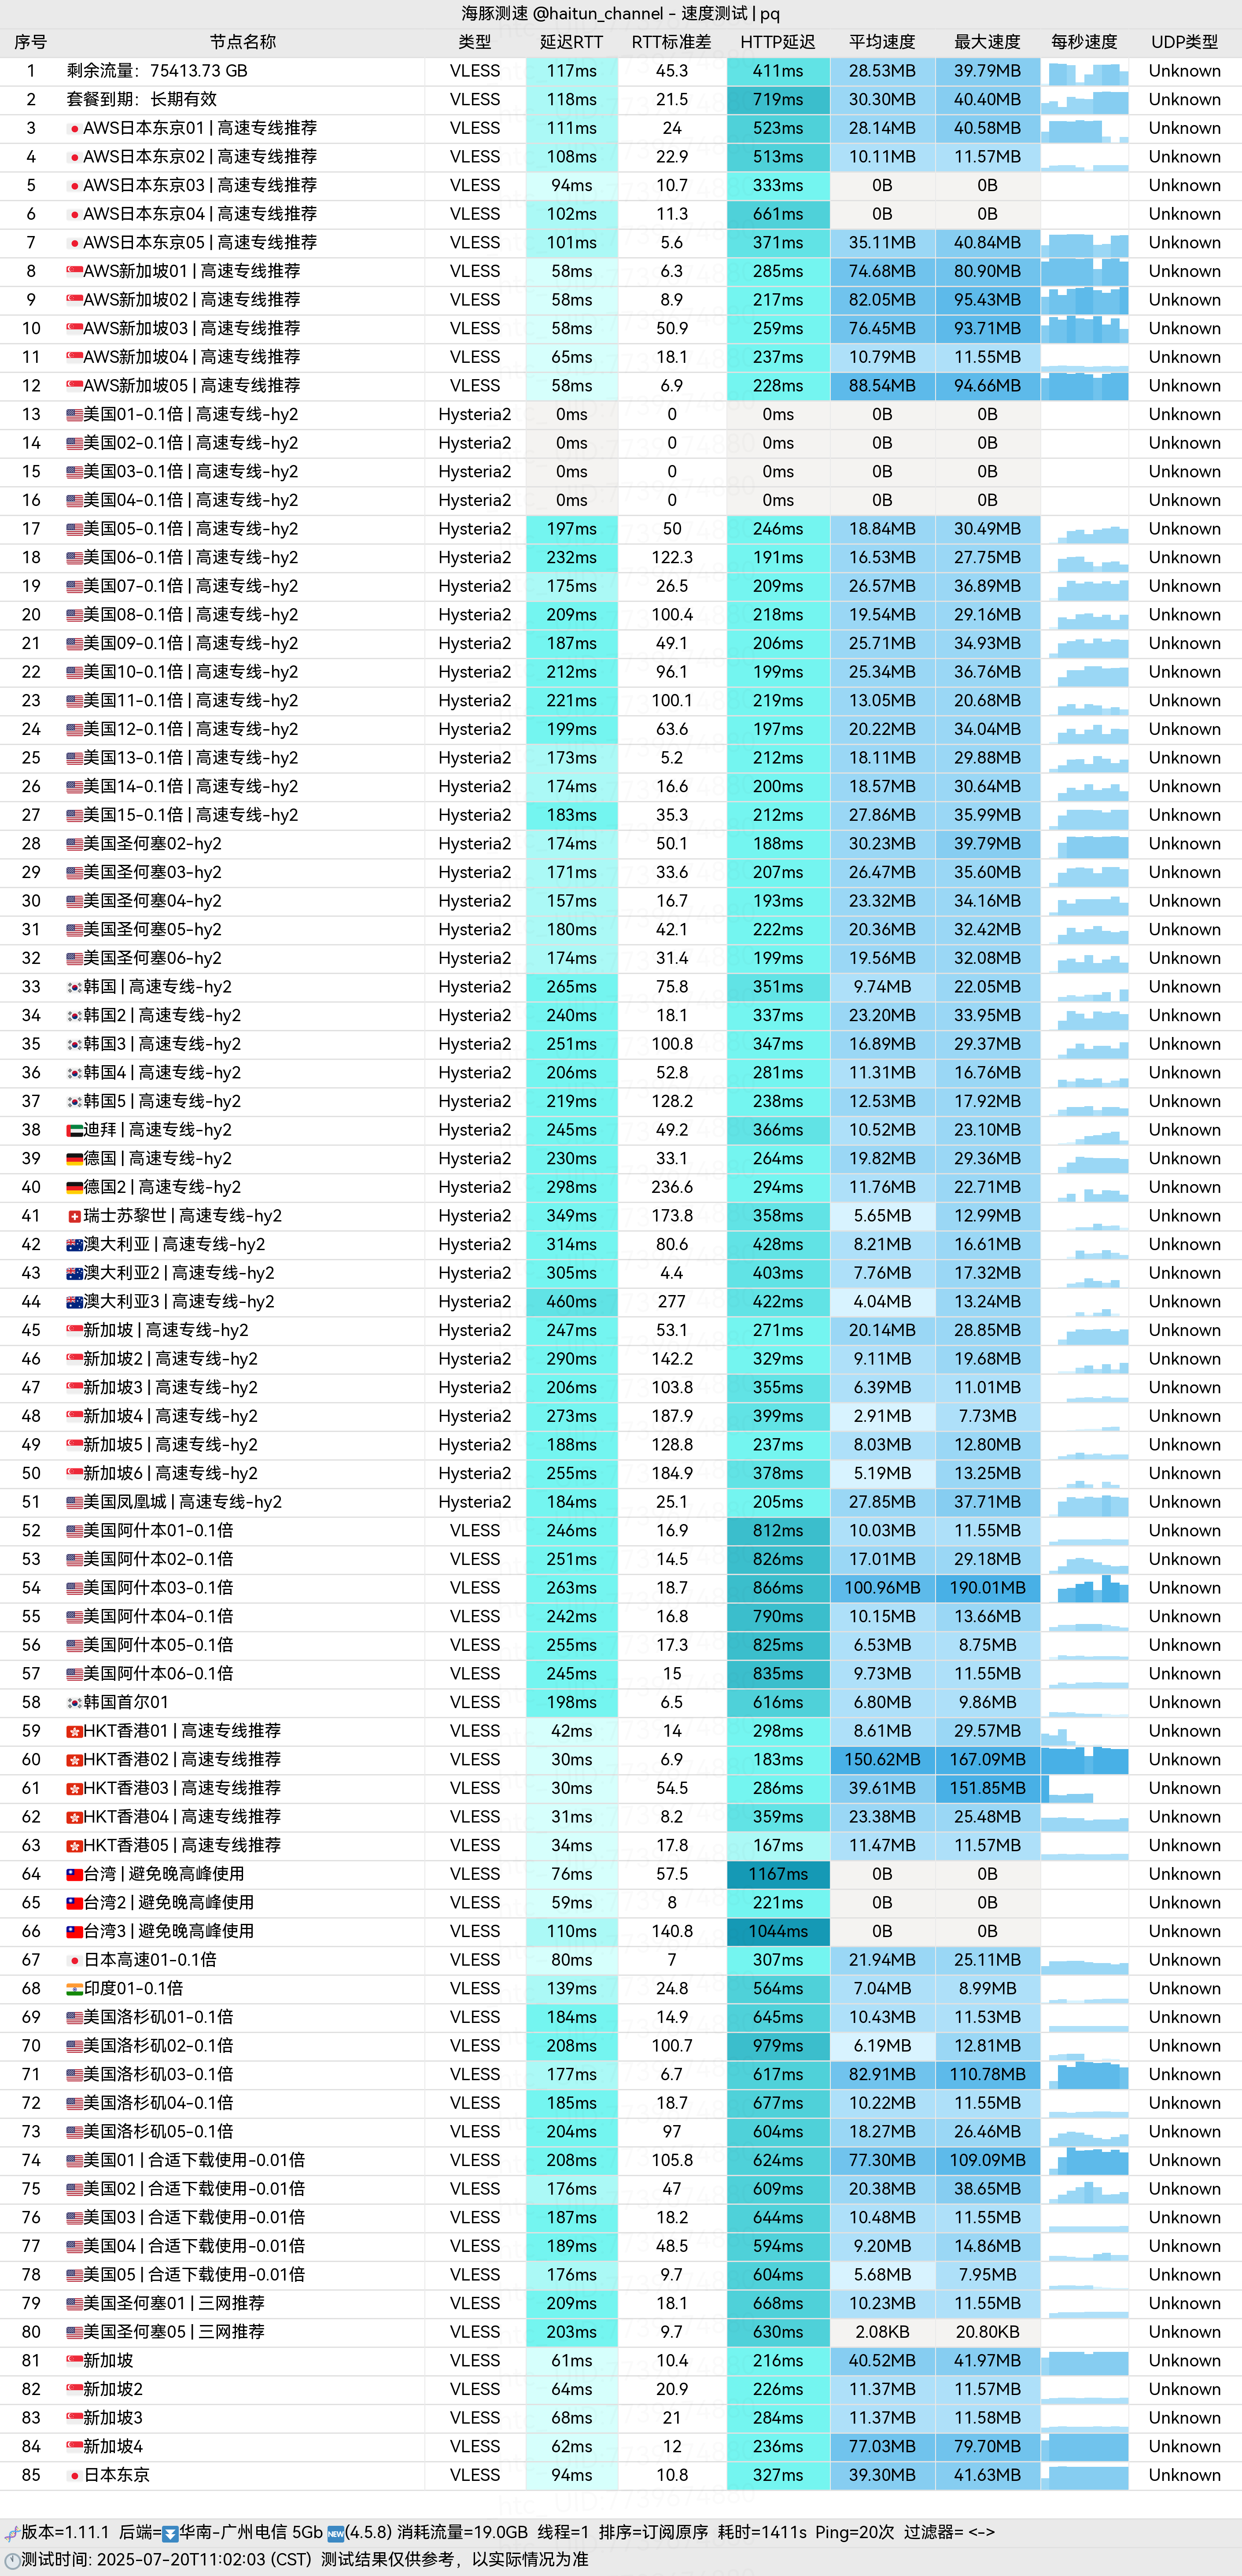 海豚测速 @haitun_channel - 速度测试 | pq
序号 节点名称 类型 延迟RTT RTT标准差 HTTP延迟 平均速度 最大速度 每秒速度 UDP类型
1 剩余流量：75413.73 GB VLESS 117ms 45.3 411ms 28.53MB 39.79MB Unknown
2 套餐到期：长期有效 VLESS 118ms 21.5 719ms 30.30MB 40.40MB Unknown
3 AWS日本东京01 | 高速专线推荐 VLESS 111ms 24 523ms 28.14MB 40.58MB Unknown
4 AWS日本东京02 | 高速专线推荐 VLESS 108ms 22.9 513ms 10.11MB 11.57MB Unknown
5 AWS日本东京03 | 高速专线推荐 VLESS 94ms 10.7 333ms 0B 0B Unknown
6 AWS日本东京04 | 高速专线推荐 VLESS 102ms 11.3 661ms 0B 0B Unknown
7 AWS日本东京05 | 高速专线推荐 VLESS 101ms 5.6 371ms 35.11MB 40.84MB Unknown
8 AWS新加坡01 | 高速专线推荐 VLESS 58ms 6.3 285ms 74.68MB 80.90MB Unknown
9 AWS新加坡02 | 高速专线推荐 VLESS 58ms 8.9 217ms 82.05MB 95.43MB Unknown
10 AWS新加坡03 | 高速专线推荐 VLESS 58ms 50.9 259ms 76.45MB 93.71MB Unknown
11 AWS新加坡04 | 高速专线推荐 VLESS 65ms 18.1 237ms 10.79MB 11.55MB Unknown
12 AWS新加坡05 | 高速专线推荐 VLESS 58ms 6.9 228ms 88.54MB 94.66MB Unknown
13 美国01-0.1倍 | 高速专线-hy2 Hysteria2 0ms 0 0ms 0B 0B Unknown
14 美国02-0.1倍 | 高速专线-hy2 Hysteria2 0ms 0 0ms 0B 0B Unknown
15 美国03-0.1倍 | 高速专线-hy2 Hysteria2 0ms 0 0ms 0B 0B Unknown
16 美国04-0.1倍 | 高速专线-hy2 Hysteria2 0ms 0 0ms 0B 0B Unknown
17 美国05-0.1倍 | 高速专线-hy2 Hysteria2 197ms 50 246ms 18.84MB 30.49MB Unknown
18 美国06-0.1倍 | 高速专线-hy2 Hysteria2 232ms 122.3 191ms 16.53MB 27.75MB Unknown
19 美国07-0.1倍 | 高速专线-hy2 Hysteria2 175ms 26.5 209ms 26.57MB 36.89MB Unknown
20 美国08-0.1倍 | 高速专线-hy2 Hysteria2 209ms 100.4 218ms 19.54MB 29.16MB Unknown
21 美国09-0.1倍 | 高速专线-hy2 Hysteria2 187ms 49.1 206ms 25.71MB 34.93MB Unknown
22 美国10-0.1倍 | 高速专线-hy2 Hysteria2 212ms 96.1 199ms 25.34MB 36.76MB Unknown
23 美国11-0.1倍 | 高速专线-hy2 Hysteria2 221ms 100.1 219ms 13.05MB 20.68MB Unknown
24 美国12-0.1倍 | 高速专线-hy2 Hysteria2 199ms 63.6 197ms 20.22MB 34.04MB Unknown
25 美国13-0.1倍 | 高速专线-hy2 Hysteria2 173ms 5.2 212ms 18.11MB 29.88MB Unknown
26 美国14-0.1倍 | 高速专线-hy2 Hysteria2 174ms 16.6 200ms 18.57MB 30.64MB Unknown
27 美国15-0.1倍 | 高速专线-hy2 Hysteria2 183ms 35.3 212ms 27.86MB 35.99MB Unknown
28 美国圣何塞02-hy2 Hysteria2 174ms 50.1 188ms 30.23MB 39.79MB Unknown
29 美国圣何塞03-hy2 Hysteria2 171ms 33.6 207ms 26.47MB 35.60MB Unknown
30 美国圣何塞04-hy2 Hysteria2 157ms 16.7 193ms 23.32MB 34.16MB Unknown
31 美国圣何塞05-hy2 Hysteria2 180ms 42.1 222ms 20.36MB 32.42MB Unknown
32 美国圣何塞06-hy2 Hysteria2 174ms 31.4 199ms 19.56MB 32.08MB Unknown
33 韩国 | 高速专线-hy2 Hysteria2 265ms 75.8 351ms 9.74MB 22.05MB Unknown
34 韩国2 | 高速专线-hy2 Hysteria2 240ms 18.1 337ms 23.20MB 33.95MB Unknown
35 韩国3 | 高速专线-hy2 Hysteria2 251ms 100.8 347ms 16.89MB 29.37MB Unknown
36 韩国4 | 高速专线-hy2 Hysteria2 206ms 52.8 281ms 11.31MB 16.76MB Unknown
37 韩国5 | 高速专线-hy2 Hysteria2 219ms 128.2 238ms 12.53MB 17.92MB Unknown
38 迪拜 | 高速专线-hy2 Hysteria2 245ms 49.2 366ms 10.52MB 23.10MB Unknown
39 德国 | 高速专线-hy2 Hysteria2 230ms 33.1 264ms 19.82MB 29.36MB Unknown
40 德国2 | 高速专线-hy2 Hysteria2 298ms 236.6 294ms 11.76MB 22.71MB Unknown
41 瑞士苏黎世 | 高速专线-hy2 Hysteria2 349ms 173.8 358ms 5.65MB 12.99MB Unknown
42 澳大利亚 | 高速专线-hy2 Hysteria2 314ms 80.6 428ms 8.21MB 16.61MB Unknown
43 澳大利亚2 | 高速专线-hy2 Hysteria2 305ms 4.4 403ms 7.76MB 17.32MB Unknown
44 澳大利亚3 | 高速专线-hy2 Hysteria2 460ms 277 422ms 4.04MB 13.24MB Unknown
45 新加坡 | 高速专线-hy2 Hysteria2 247ms 53.1 271ms 20.14MB 28.85MB Unknown
46 新加坡2 | 高速专线-hy2 Hysteria2 290ms 142.2 329ms 9.11MB 19.68MB Unknown
47 新加坡3 | 高速专线-hy2 Hysteria2 206ms 103.8 355ms 6.39MB 11.01MB Unknown
48 新加坡4 | 高速专线-hy2 Hysteria2 273ms 187.9 399ms 2.91MB 7.73MB Unknown
49 新加坡5 | 高速专线-hy2 Hysteria2 188ms 128.8 237ms 8.03MB 12.80MB Unknown
50 新加坡6 | 高速专线-hy2 Hysteria2 255ms 184.9 378ms 5.19MB 13.25MB Unknown
51 美国凤凰城 | 高速专线-hy2 Hysteria2 184ms 25.1 205ms 27.85MB 37.71MB Unknown
52 美国阿什本01-0.1倍 VLESS 246ms 16.9 812ms 10.03MB 11.55MB Unknown
53 美国阿什本02-0.1倍 VLESS 251ms 14.5 826ms 17.01MB 29.18MB Unknown
54 美国阿什本03-0.1倍 VLESS 263ms 18.7 866ms 100.96MB 190.01MB Unknown
55 美国阿什本04-0.1倍 VLESS 242ms 16.8 790ms 10.15MB 13.66MB Unknown
56 美国阿什本05-0.1倍 VLESS 255ms 17.3 825ms 6.53MB 8.75MB Unknown
57 美国阿什本06-0.1倍 VLESS 245ms 15 835ms 9.73MB 11.55MB Unknown
58 韩国首尔01 VLESS 198ms 6.5 616ms 6.80MB 9.86MB Unknown
59 HKT香港01 | 高速专线推荐 VLESS 42ms 14 298ms 8.61MB 29.57MB Unknown
60 HKT香港02 | 高速专线推荐 VLESS 30ms 6.9 183ms 150.62MB 167.09MB Unknown
61 HKT香港03 | 高速专线推荐 VLESS 30ms 54.5 286ms 39.61MB 151.85MB Unknown
62 HKT香港04 | 高速专线推荐 VLESS 31ms 8.2 359ms 23.38MB 25.48MB Unknown
63 HKT香港05 | 高速专线推荐 VLESS 34ms 17.8 167ms 11.47MB 11.57MB Unknown
64 台湾 | 避免晚高峰使用 VLESS 76ms 57.5 1167ms 0B 0B Unknown
65 台湾2 | 避免晚高峰使用 VLESS 59ms 8 221ms 0B 0B Unknown
66 台湾3 | 避免晚高峰使用 VLESS 110ms 140.8 1044ms 0B 0B Unknown
67 日本高速01-0.1倍 VLESS 80ms 7 307ms 21.94MB 25.11MB Unknown
68 印度01-0.1倍 VLESS 139ms 24.8 564ms 7.04MB 8.99MB Unknown
69 美国洛杉矶01-0.1倍 VLESS 184ms 14.9 645ms 10.43MB 11.53MB Unknown
70 美国洛杉矶02-0.1倍 VLESS 208ms 100.7 979ms 6.19MB 12.81MB Unknown
71 美国洛杉矶03-0.1倍 VLESS 177ms 6.7 617ms 82.91MB 110.78MB Unknown
72 美国洛杉矶04-0.1倍 VLESS 185ms 18.7 677ms 10.22MB 11.55MB Unknown
73 美国洛杉矶05-0.1倍 VLESS 204ms 97 604ms 18.27MB 26.46MB Unknown
74 美国01 | 合适下载使用-0.01倍 VLESS 208ms 105.8 624ms 77.30MB 109.09MB Unknown
75 美国02 | 合适下载使用-0.01倍 VLESS 176ms 47 609ms 20.38MB 38.65MB Unknown
76 美国03 | 合适下载使用-0.01倍 VLESS 187ms 18.2 644ms 10.48MB 11.55MB Unknown
77 美国04 | 合适下载使用-0.01倍 VLESS 189ms 48.5 594ms 9.20MB 14.86MB Unknown
78 美国05 | 合适下载使用-0.01倍 VLESS 176ms 9.7 604ms 5.68MB 7.95MB Unknown
79 美国圣何塞01 | 三网推荐 VLESS 209ms 18.1 668ms 10.23MB 11.55MB Unknown
80 美国圣何塞05 | 三网推荐 VLESS 203ms 9.7 630ms 2.08KB 20.80KB Unknown
81 新加坡 VLESS 61ms 10.4 216ms 40.52MB 41.97MB Unknown
82 新加坡2 VLESS 64ms 20.9 226ms 11.37MB 11.57MB Unknown
83 新加坡3 VLESS 68ms 21 284ms 11.37MB 11.58MB Unknown
84 新加坡4 VLESS 62ms 12 236ms 77.03MB 79.70MB Unknown
85 日本东京 VLESS 94ms 10.8 327ms 39.30MB 41.63MB Unknown
版本=1.11.1 后端=华南-广州电信 5Gb NEW(4.5.8) 消耗流量=19.0GB 线程=1 排序=订阅原序 耗时=1411s Ping=20次 过滤器= <->
测试时间: 2025-07-20T11:02:03 (CST) 测试结果仅供参考，以实际情况为准